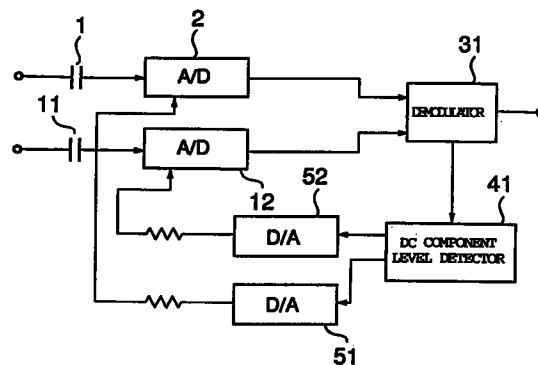 1
2
A/D
31
DEMODULATOR
11
A/D
12
52
D/A
41
DC COMPONENT
LEVEL DETECTOR
D/A
51